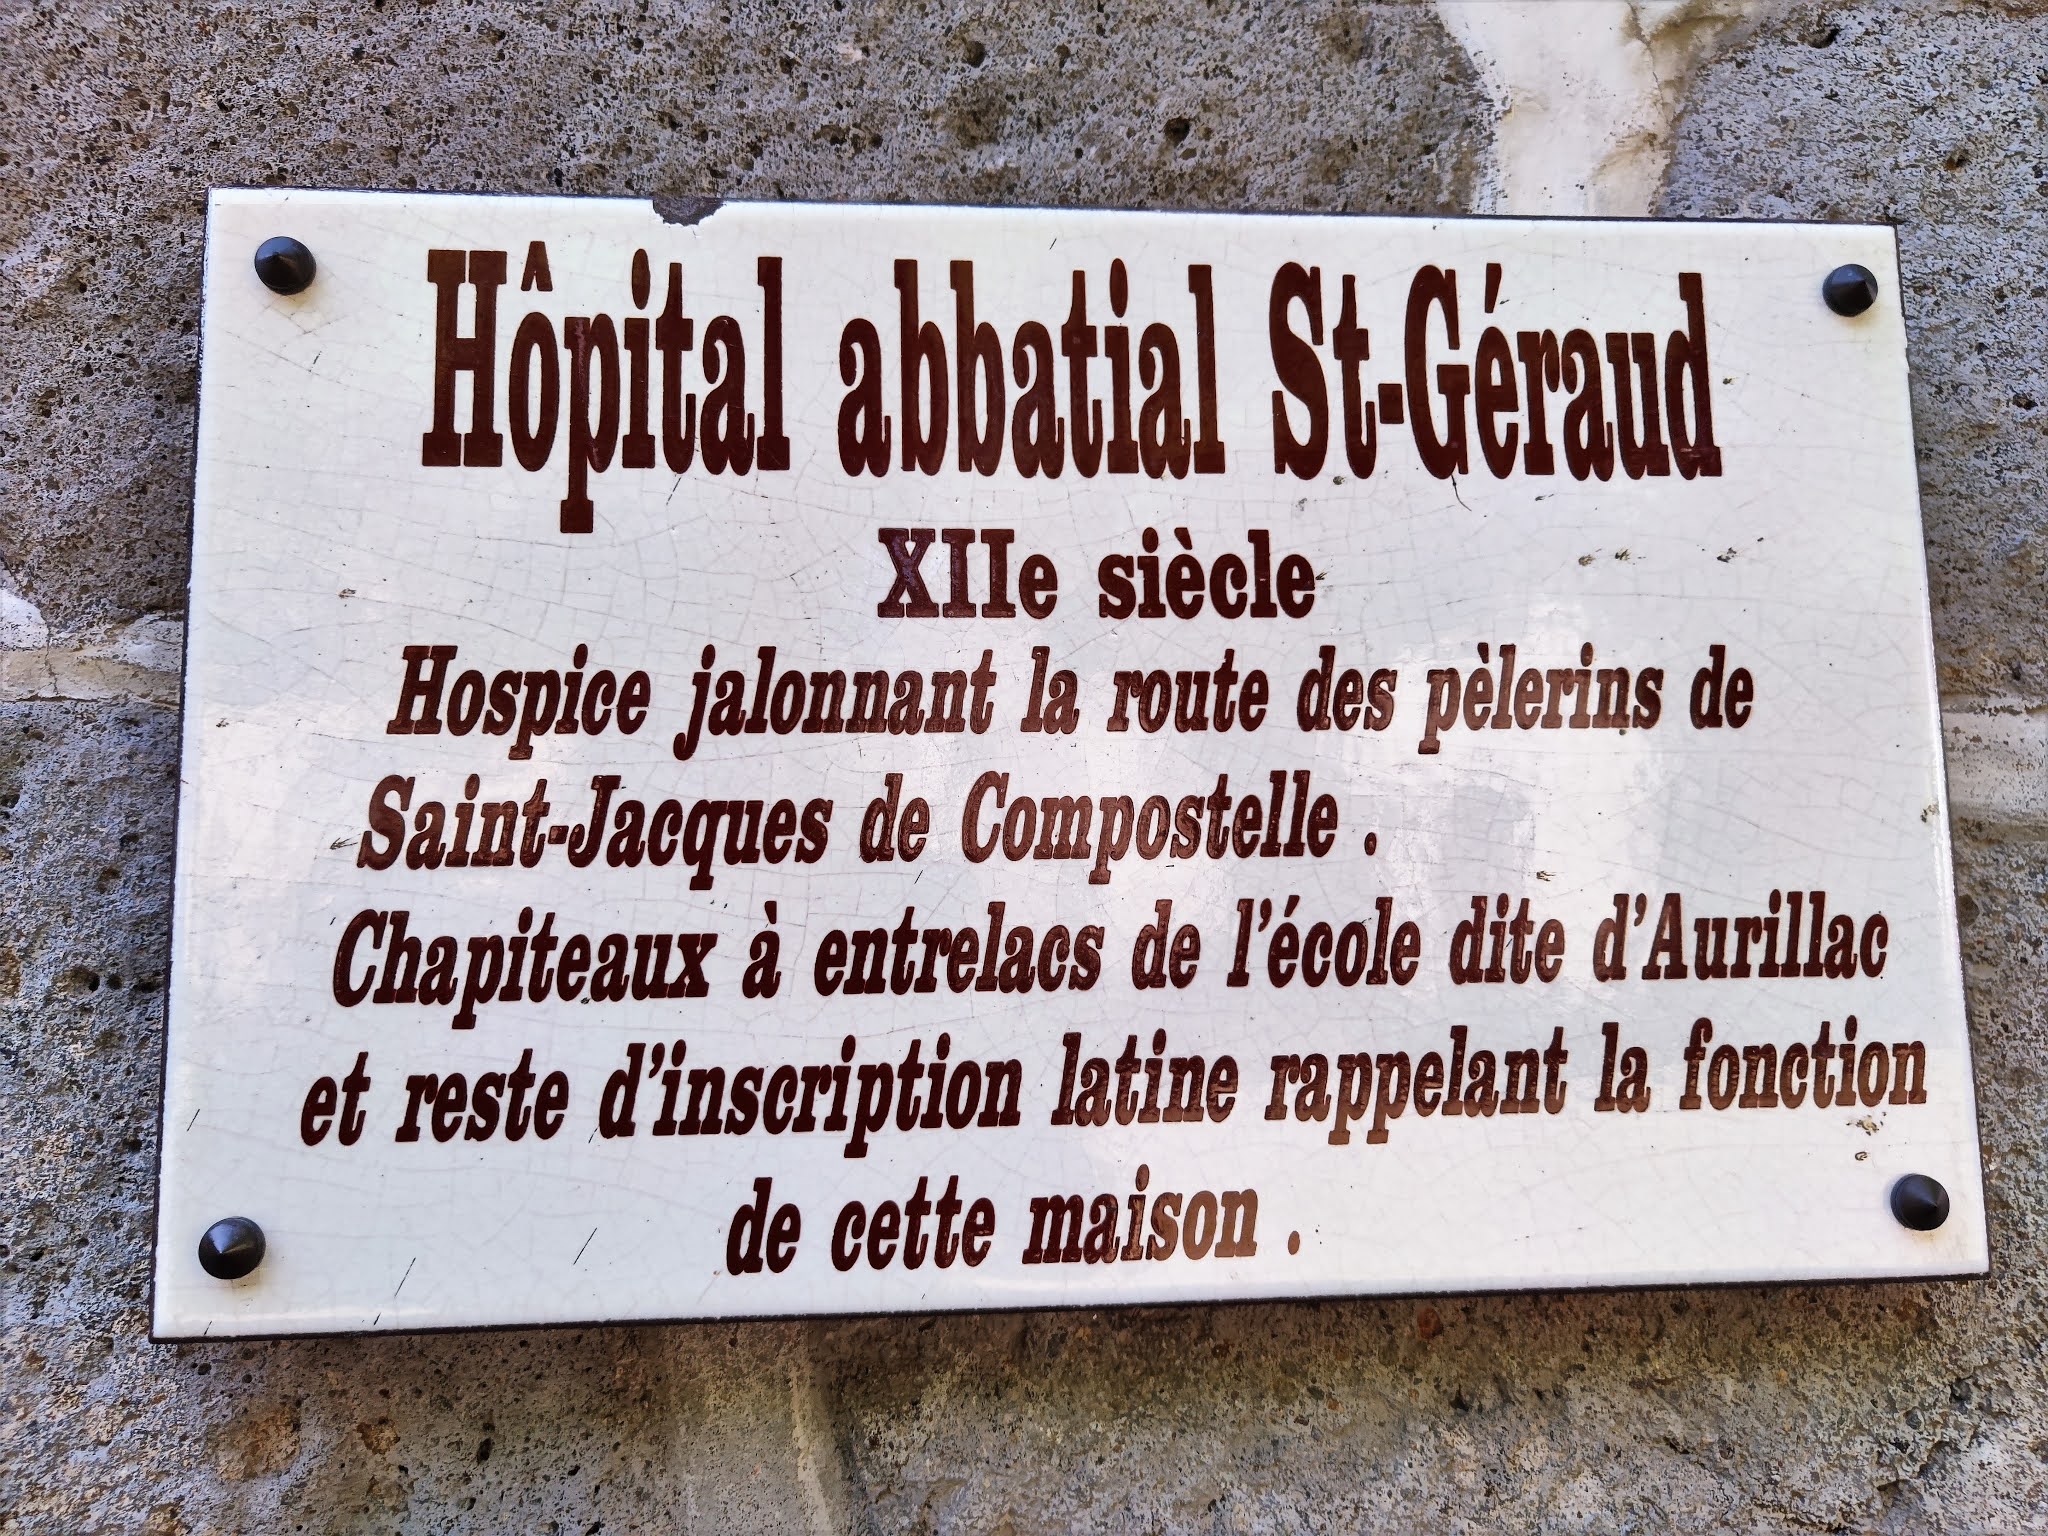 Hôpital abbatial St-Géraud
XIIe siècle
Hospice jalonnant la route des pèlerins de
Saint-Jacques de Compostelle .
Chapiteaux à entrelacs de l'école dite d'Aurillac
et reste d'inscription latine rappelant la fonction
de cette maison .